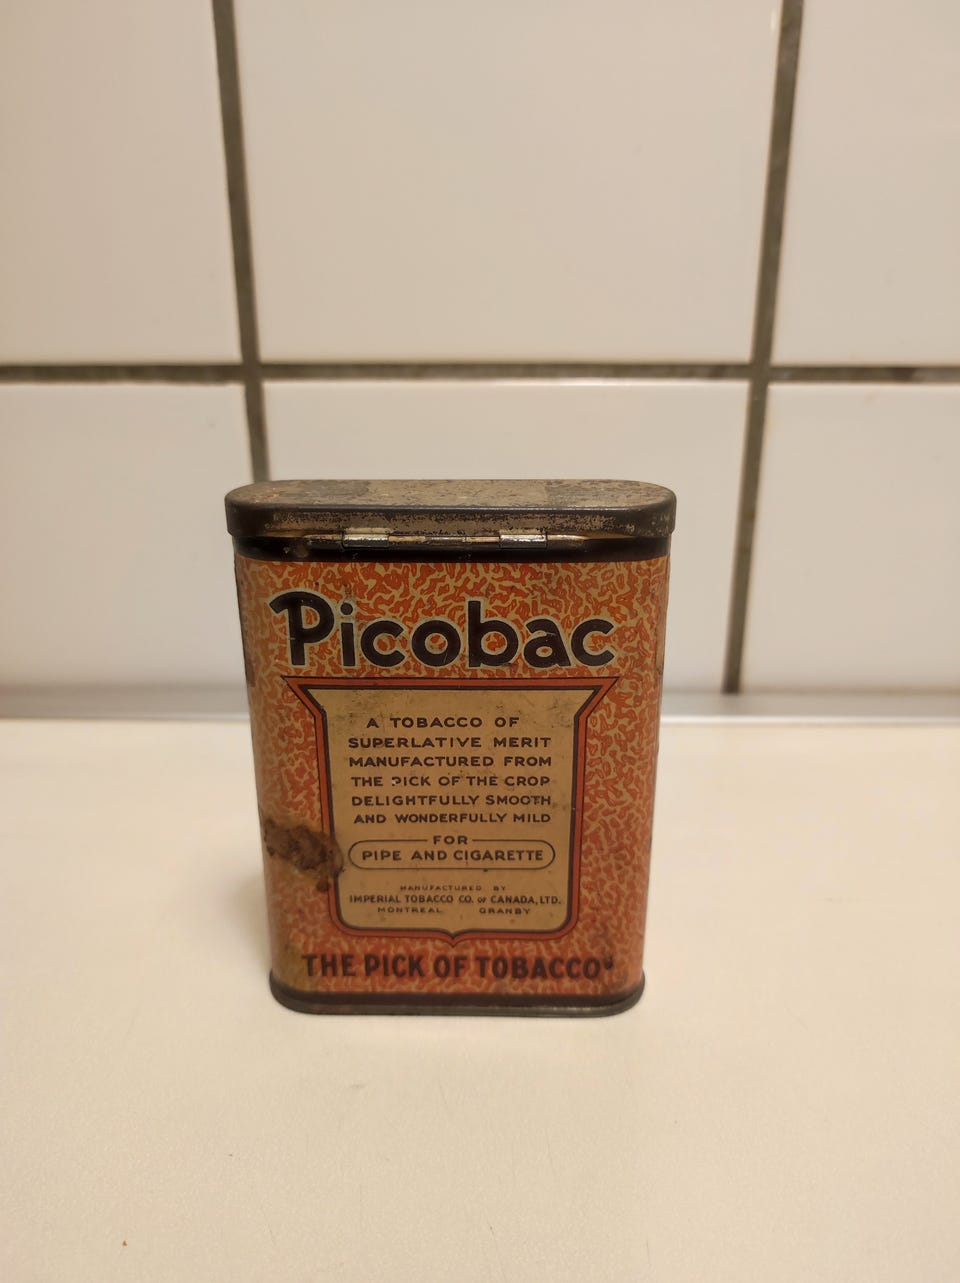 Picobac
A TOBACCO OF
SUPERLATIVE MERIT
MANUFACTURED FROM
THE PICK OF THE CROP
DELIGHTFULLY SMOOTH
AND WONDERFULLY MILD
FOR
PIPE AND CIGARETTE
MANUFACTURED BY
IMPERIAL TOBACCO CO. OF CANADA, LTD.
MONTREAL GRANBY
THE PICK OF TOBACCO